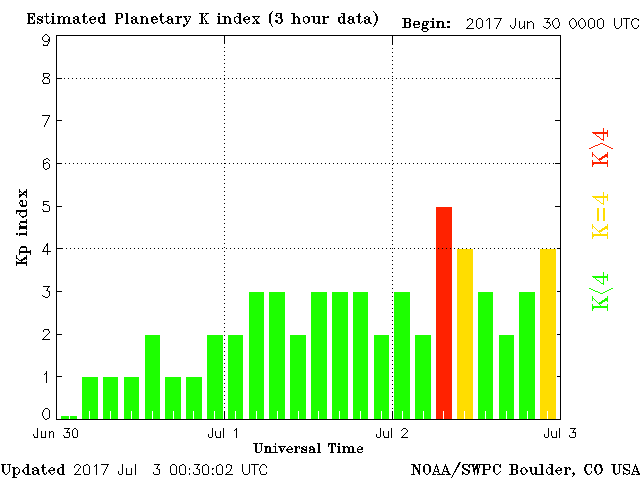 Estimated Planetary K index (3 hour data) Begin: 2017 Jun 30 0000 UTC
9
8
7
6
5
4
3
2
1
0
Kp index
K>4
K=4
K<4
Jun 30 Jul 1 Jul 2 Jul 3
Universal Time
Updated 2017 Jul 3 00:30:02 UTC NOAA/SWPC Boulder, CO USA